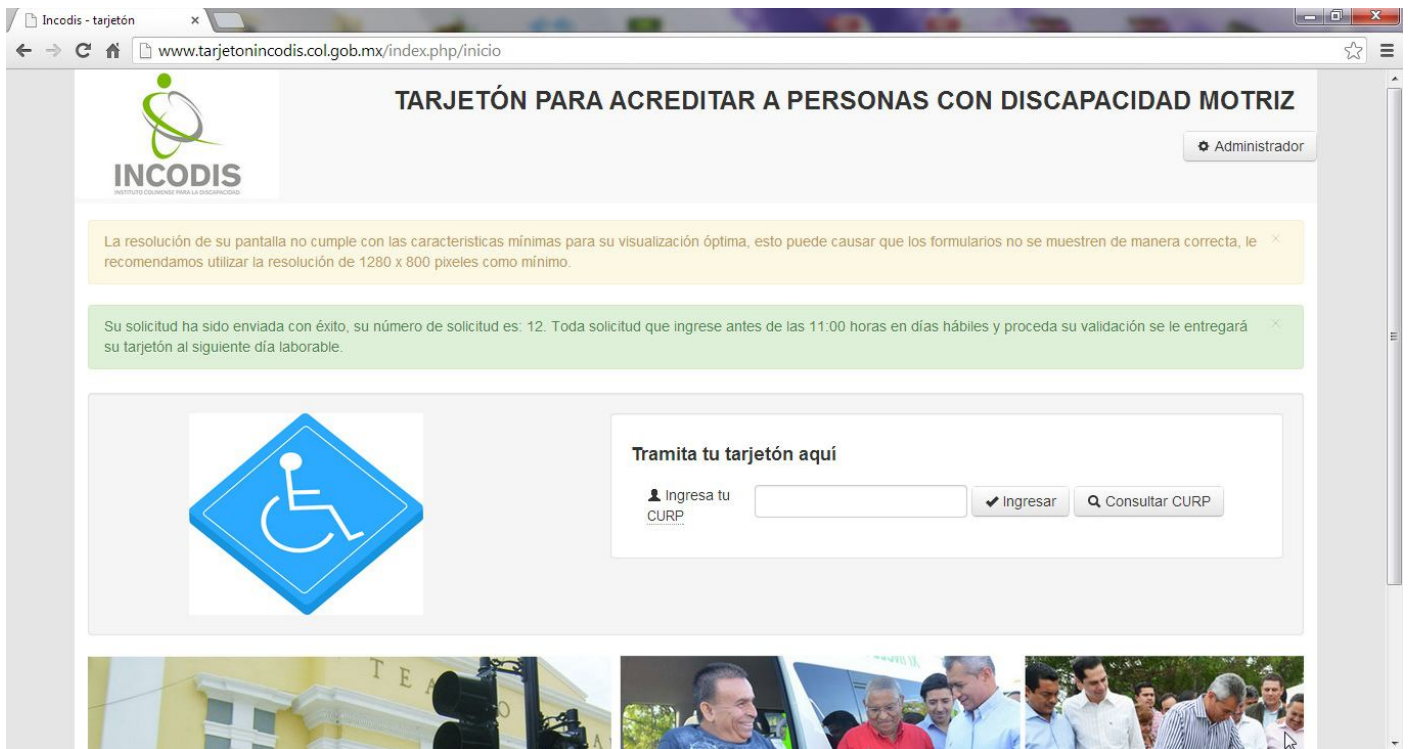 Incodis - tarjetón
www.tarjetonincodis.col.gob.mx/index.php/inicio
TARJETÓN PARA ACREDITAR A PERSONAS CON DISCAPACIDAD MOTRIZ
Administrador
INCODIS
INSTITUTO COLIMENSE PARA LA DISCAPACIDAD
La resolución de su pantalla no cumple con las caracteristicas mínimas para su visualización óptima, esto puede causar que los formularios no se muestren de manera correcta, le
recomendamos utilizar la resolución de 1280 x 800 pixeles como mínimo.
Su solicitud ha sido enviada con éxito, su número de solicitud es: 12. Toda solicitud que ingrese antes de las 11:00 horas en días hábiles y proceda su validación se le entregará
su tarjetón al siguiente día laborable.
Tramita tu tarjetón aquí
Ingresa tu
CURP
Ingresar
Consultar CURP